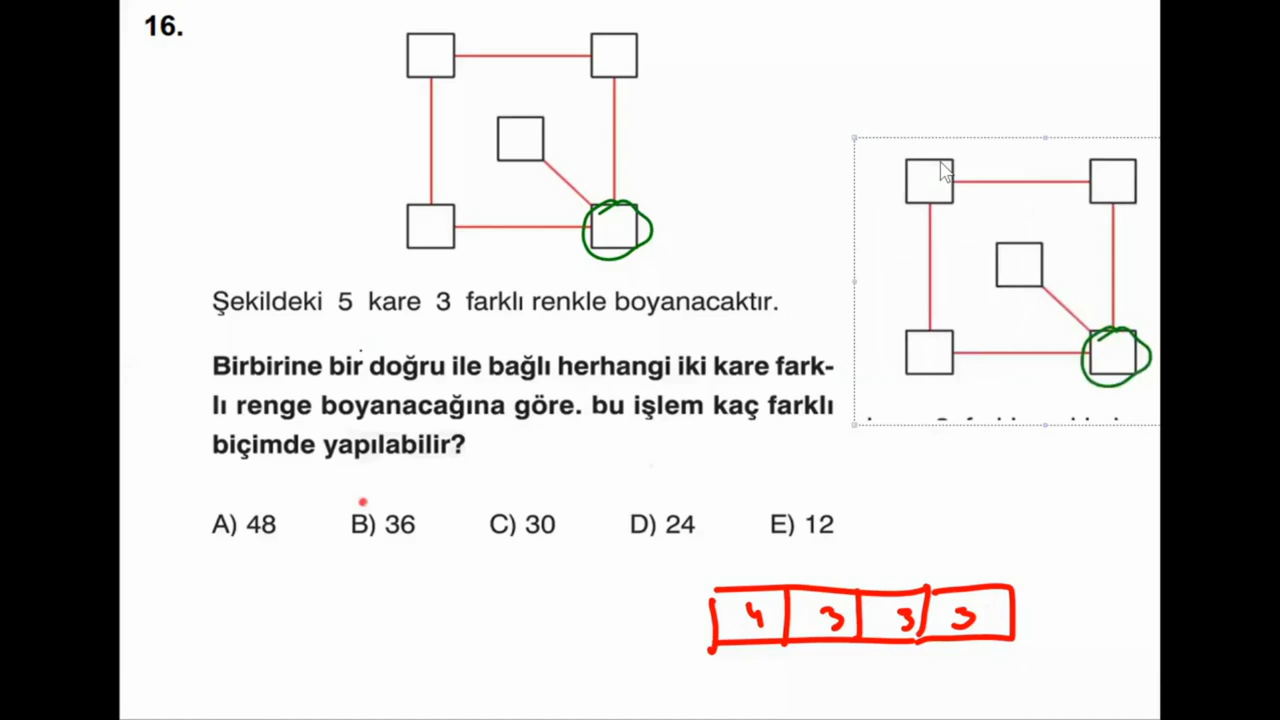 16.
Şekildeki 5 kare 3 farklı renkle boyanacaktır.
Birbirine bir doğru ile bağlı herhangi iki kare fark-
lı renge boyanacağına göre. bu işlem kaç farklı
biçimde yapılabilir?
A) 48 B) 36 C) 30 D) 24 E) 12
4 3 3 3